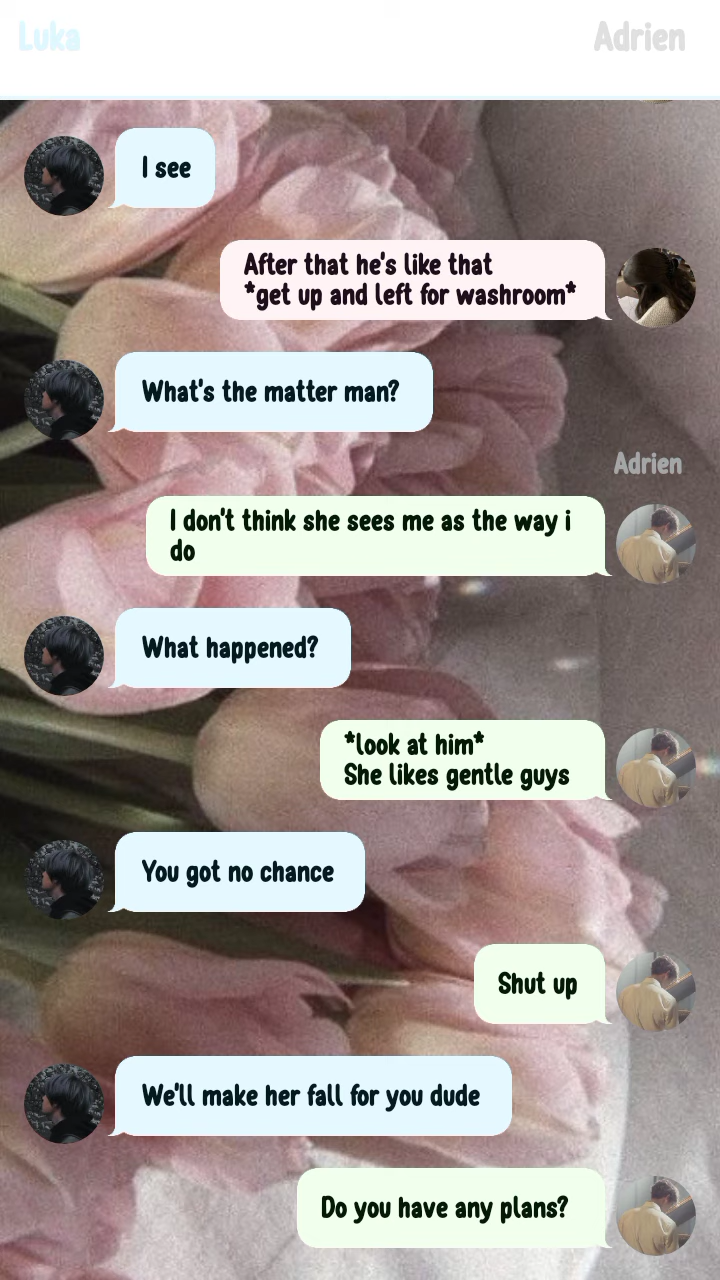 Luka
Adrien
I see
After that he's like that
*get up and left for washroom*
What's the matter man?
Adrien
I don't think she sees me as the way i
do
What happened?
*look at him*
She likes gentle guys
You got no chance
Shut up
We'll make her fall for you dude
Do you have any plans?